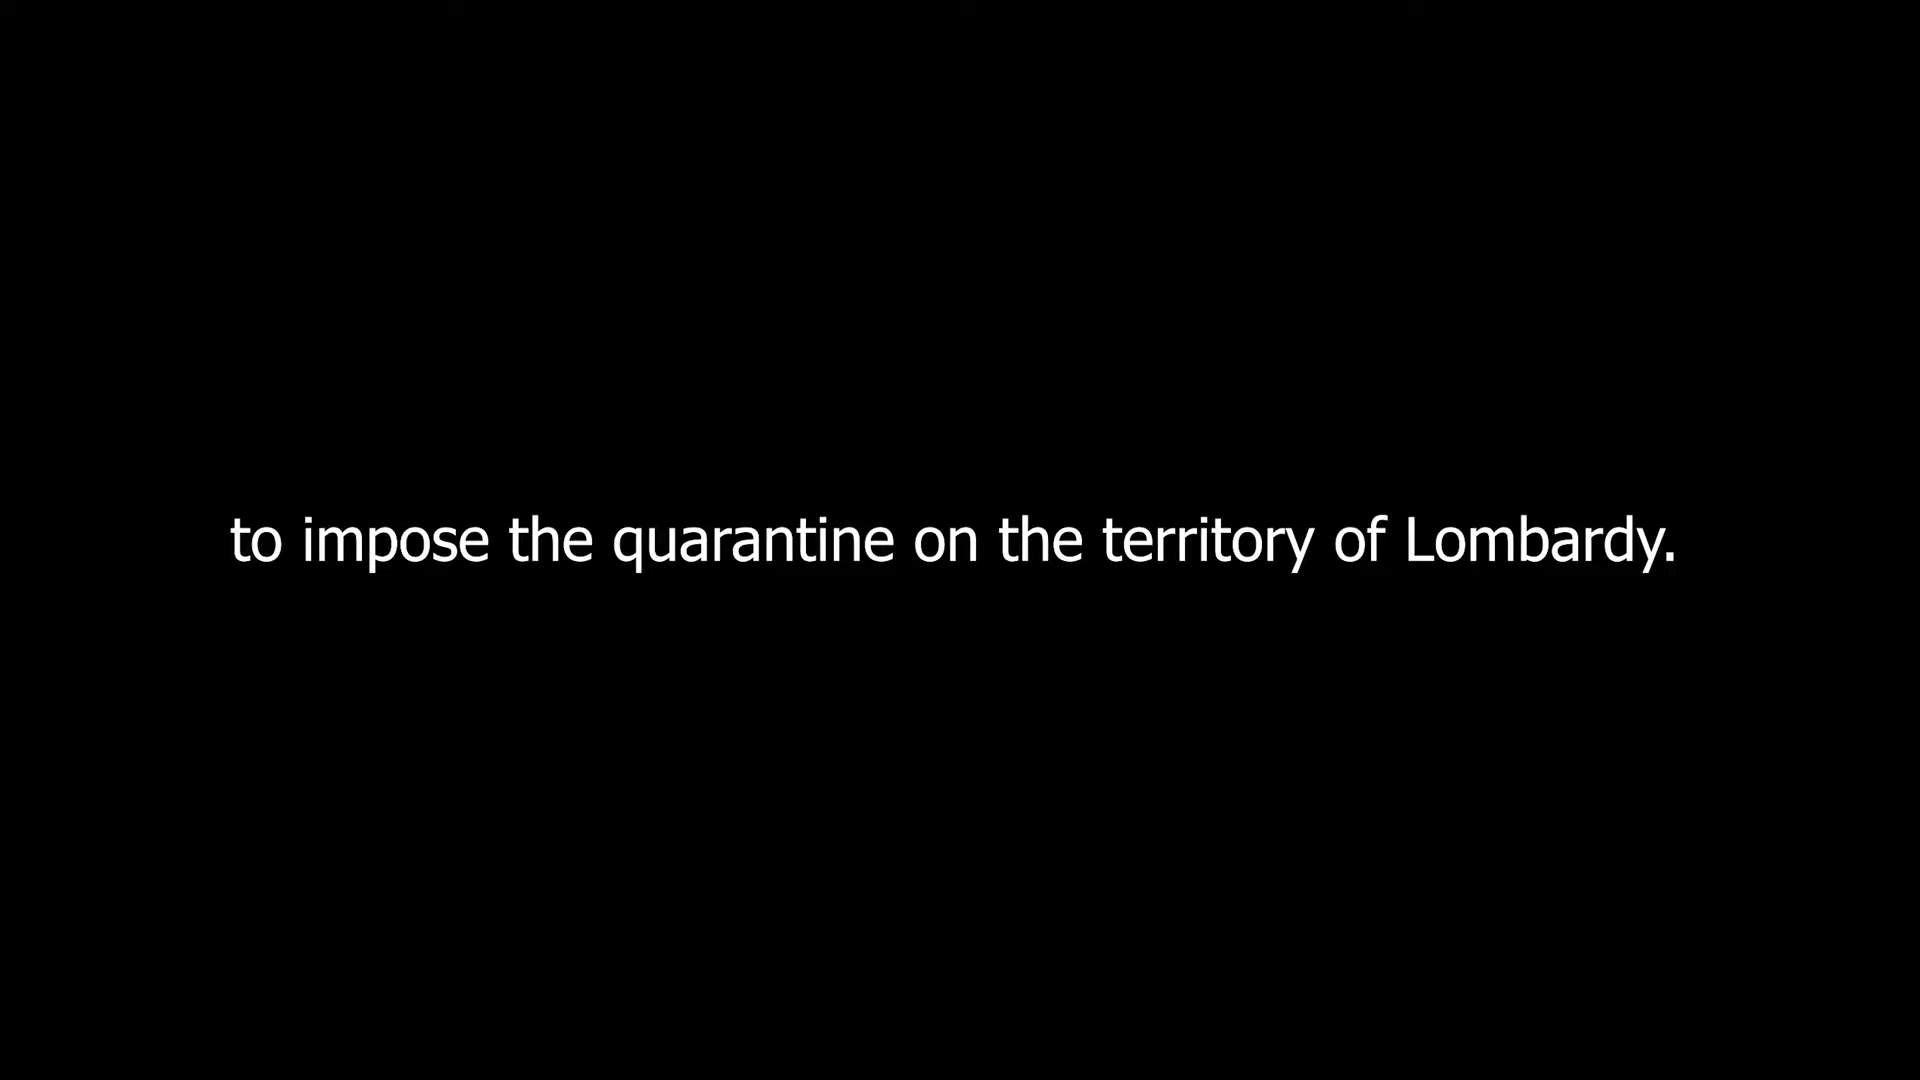 to impose the quarantine on the territory of Lombardy.